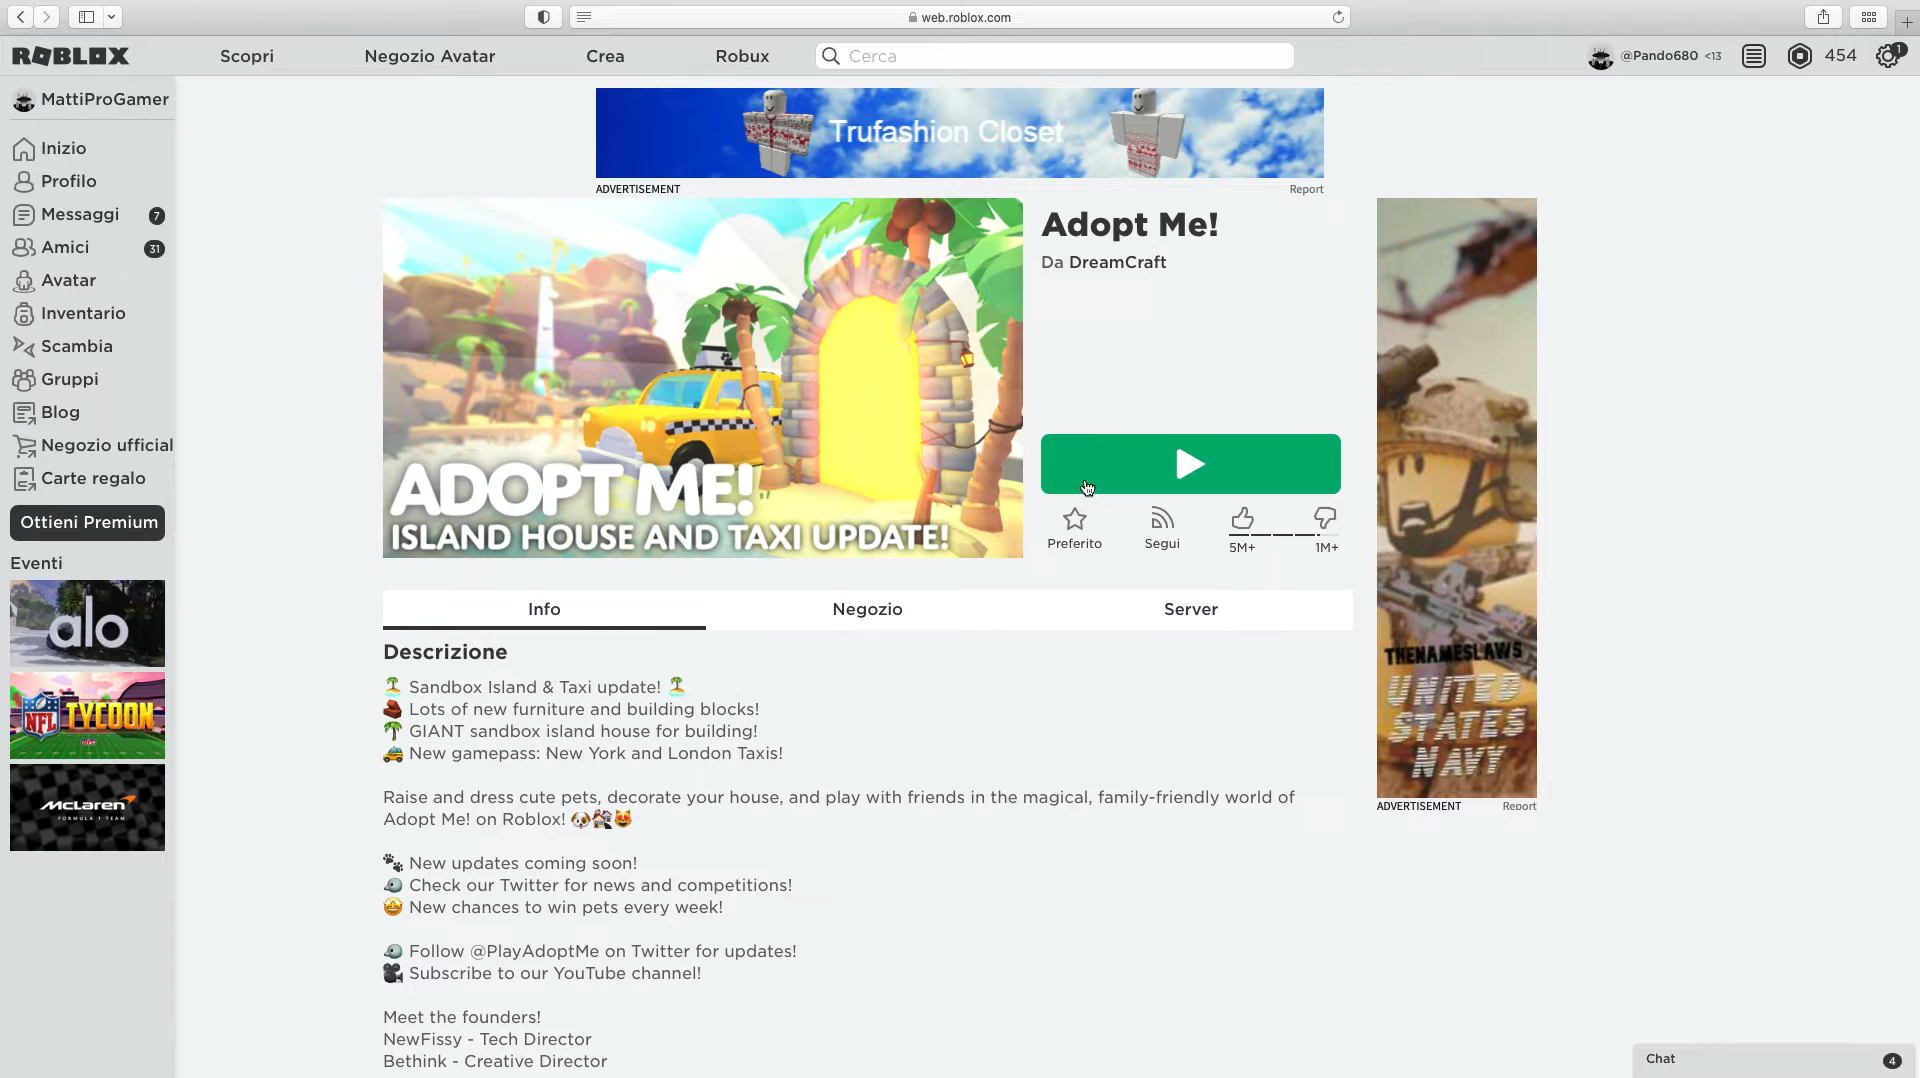 web.roblox.com
ROBLOX
Scopri
Negozio Avatar
Crea
Robux
Cerca
@Pando680 <13
454
1
MattiProGamer
Inizio
Profilo
Messaggi 7
Amici 31
Avatar
Inventario
Scambia
Gruppi
Blog
Negozio ufficial
Carte regalo
Ottieni Premium
Eventi
alo
NFL TYCOON
McLaren
FORMULA 1 TEAM
Trufashion Closet
ADVERTISEMENT
Report
ADOPT ME!
ISLAND HOUSE AND TAXI UPDATE!
Adopt Me!
Da DreamCraft
Preferito
Segui
5M+
1M+
Info
Negozio
Server
Descrizione
Sandbox Island & Taxi update!
Lots of new furniture and building blocks!
GIANT sandbox island house for building!
New gamepass: New York and London Taxis!
Raise and dress cute pets, decorate your house, and play with friends in the magical, family-friendly world of
Adopt Me! on Roblox!
New updates coming soon!
Check our Twitter for news and competitions!
New chances to win pets every week!
Follow @PlayAdoptMe on Twitter for updates!
Subscribe to our YouTube channel!
Meet the founders!
NewFissy - Tech Director
Bethink - Creative Director
THENAMESLAWS
UNITED
STATES
NAVY
ADVERTISEMENT
Report
Chat
4